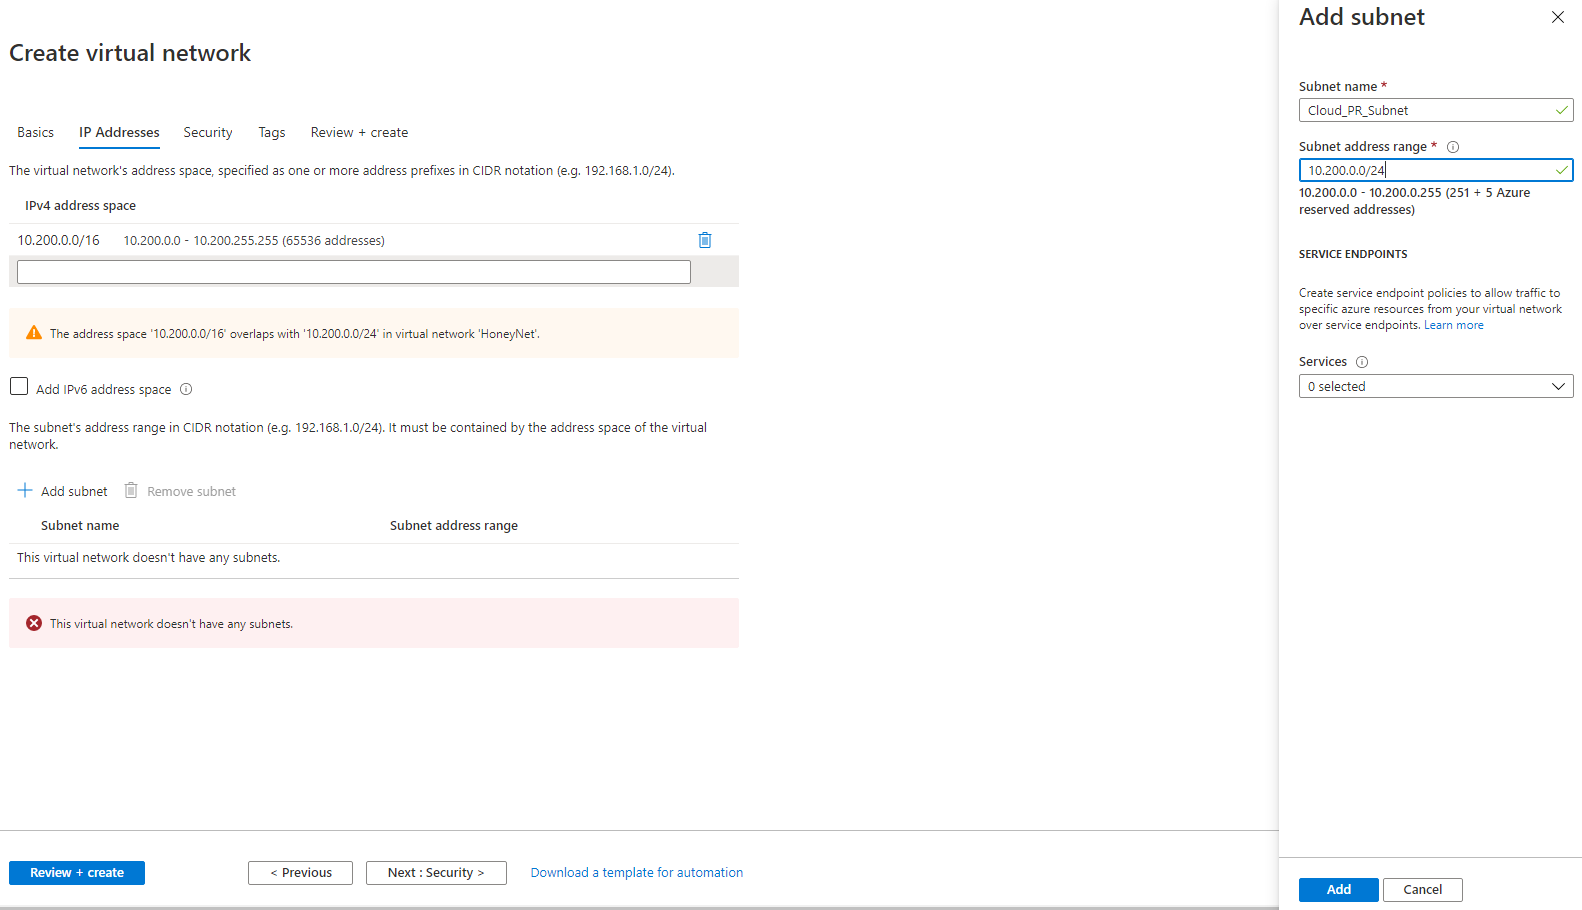 Create virtual network
Basics
IP Addresses
Security
Tags
Review + create
The virtual network's address space, specified as one or more address prefixes in CIDR notation (e.g. 192.168.1.0/24).
IPv4 address space
10.200.0.0/16 10.200.0.0 - 10.200.255.255 (65536 addresses)
The address space '10.200.0.0/16' overlaps with '10.200.0.0/24' in virtual network 'HoneyNet'.
Add IPv6 address space
The subnet's address range in CIDR notation (e.g. 192.168.1.0/24). It must be contained by the address space of the virtual
network.
Add subnet
Remove subnet
Subnet name Subnet address range
This virtual network doesn't have any subnets.
This virtual network doesn't have any subnets.
Review + create
< Previous
Next : Security >
Download a template for automation
Add subnet
Subnet name *
Cloud_PR_Subnet
Subnet address range *
10.200.0.0/24
10.200.0.0 - 10.200.0.255 (251 + 5 Azure
reserved addresses)
SERVICE ENDPOINTS
Create service endpoint policies to allow traffic to
specific azure resources from your virtual network
over service endpoints. Learn more
Services
0 selected
Add
Cancel